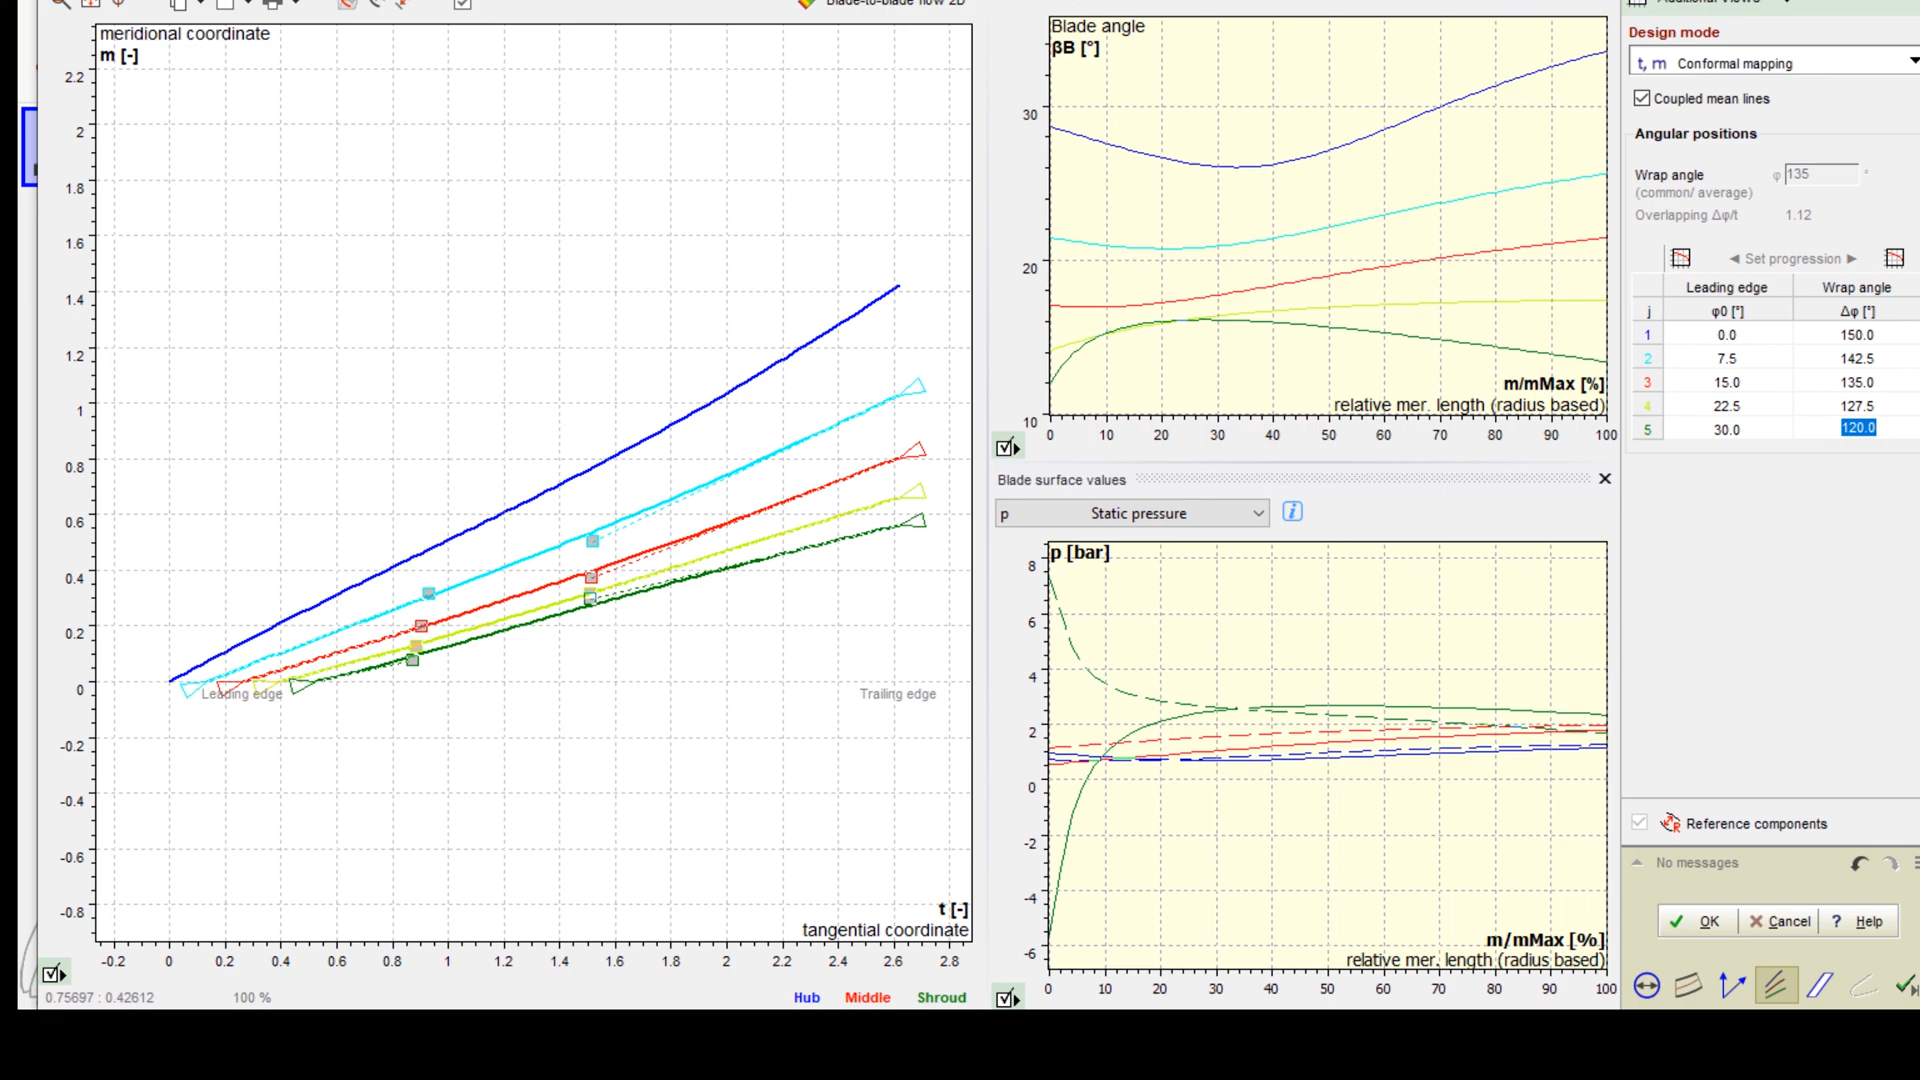 Blade-to-blade flow 2D
meridional coordinate
m [-]
2.2
2
1.8
1.6
1.4
1.2
1
0.8
0.6
0.4
0.2
0
-0.2
-0.4
-0.6
-0.8
Leading edge
Trailing edge
t [-]
tangential coordinate
-0.2 0 0.2 0.4 0.6 0.8 1 1.2 1.4 1.6 1.8 2 2.2 2.4 2.6 2.8
0.75697 : 0.42612 100 % Hub Middle Shroud
Blade angle
βB [°]
30
20
10
m/mMax [%]
relative mer. length (radius based)
0 10 20 30 40 50 60 70 80 90 100
Blade surface values
p Static pressure
p [bar]
8
6
4
2
0
-2
-4
-6
m/mMax [%]
relative mer. length (radius based)
0 10 20 30 40 50 60 70 80 90 100
Additional views
Design mode
t, m Conformal mapping
Coupled mean lines
Angular positions
Wrap angle φ 135 °
(common/ average)
Overlapping Δφ/t 1.12
Set progression
Leading edge Wrap angle
j φ0 [°] Δφ [°]
1 0.0 150.0
2 7.5 142.5
3 15.0 135.0
4 22.5 127.5
5 30.0 120.0
Reference components
No messages
OK Cancel ? Help